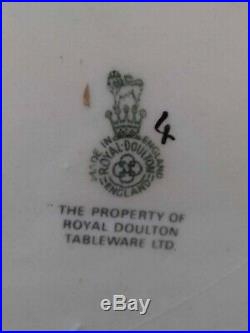 MADE IN ENGLAND
ROYAL·DOULTON
ENGLAND
4
THE PROPERTY OF
ROYAL DOULTON
TABLEWARE LTD.